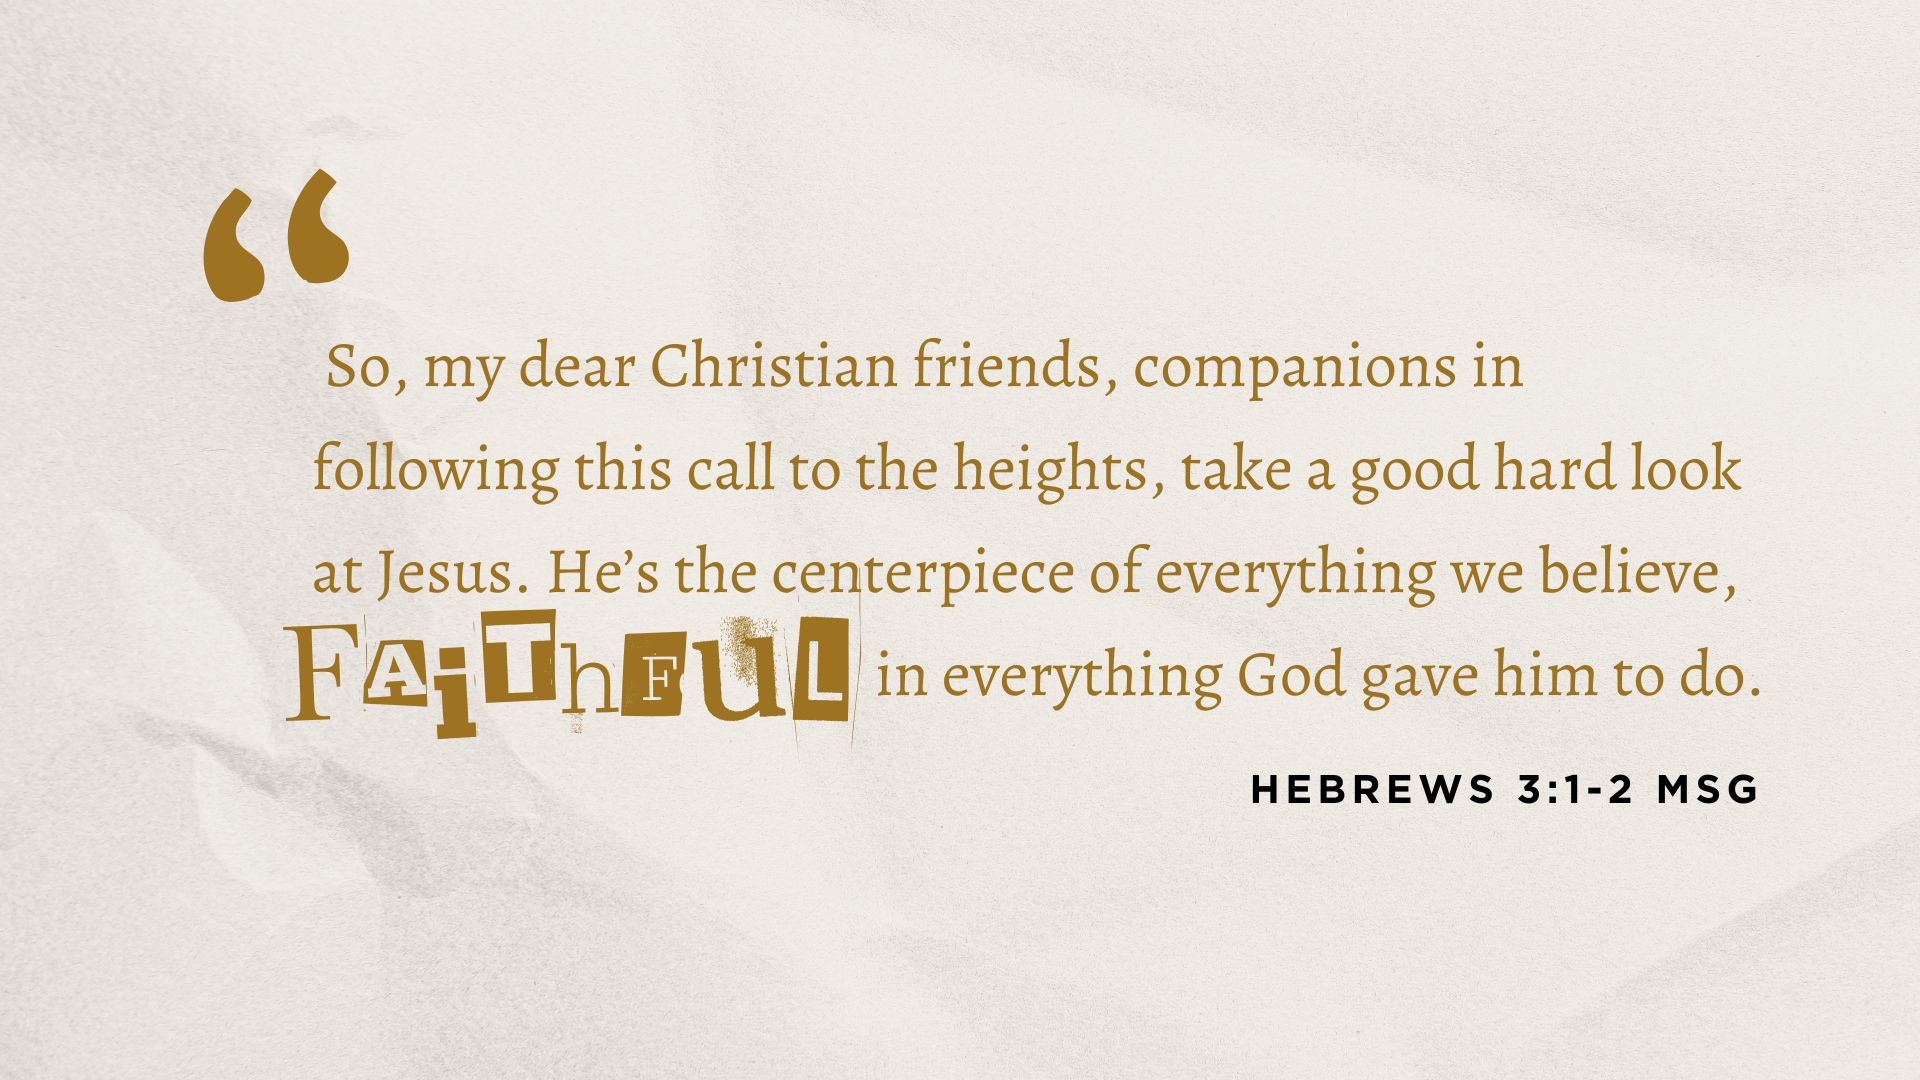 “
So, my dear Christian friends, companions in
following this call to the heights, take a good hard look
at Jesus. He’s the centerpiece of everything we believe,
FAiThFuL in everything God gave him to do.
HEBREWS 3:1-2 MSG